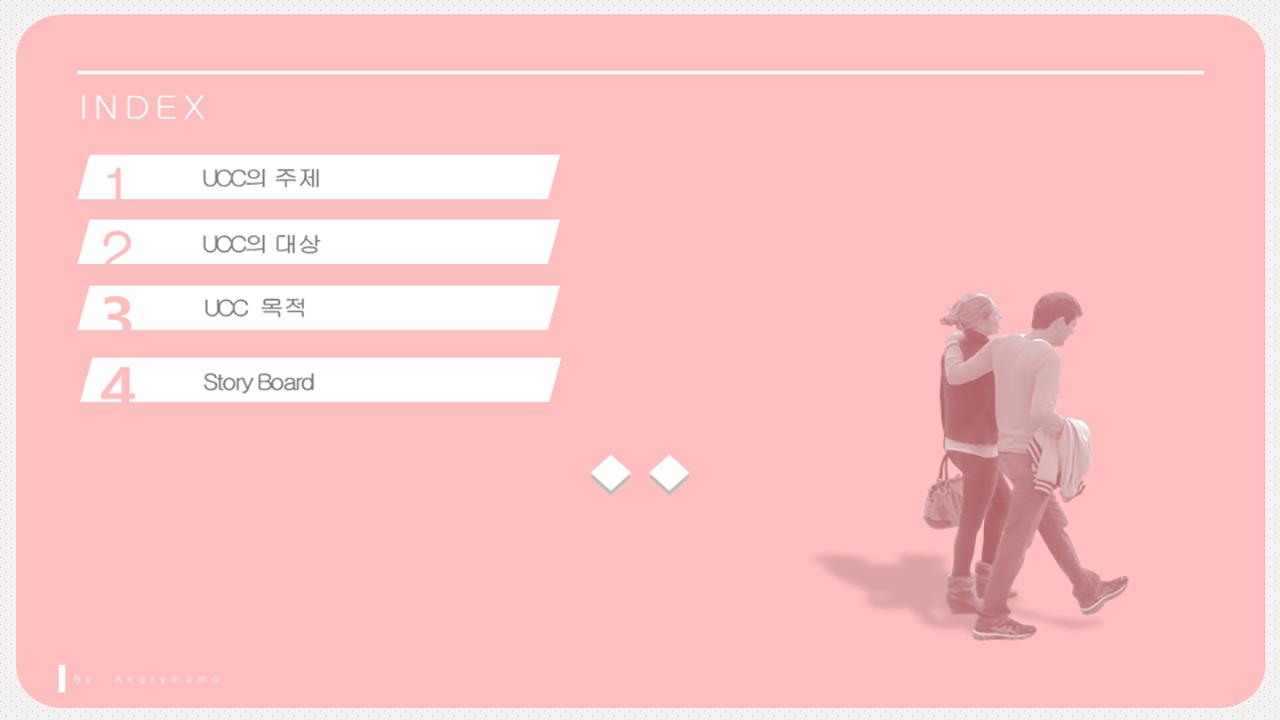 INDEX
1 UCC의 주제
2 UCC의 대상
3 UCC 목적
4 Story Board
By. Angrymomo